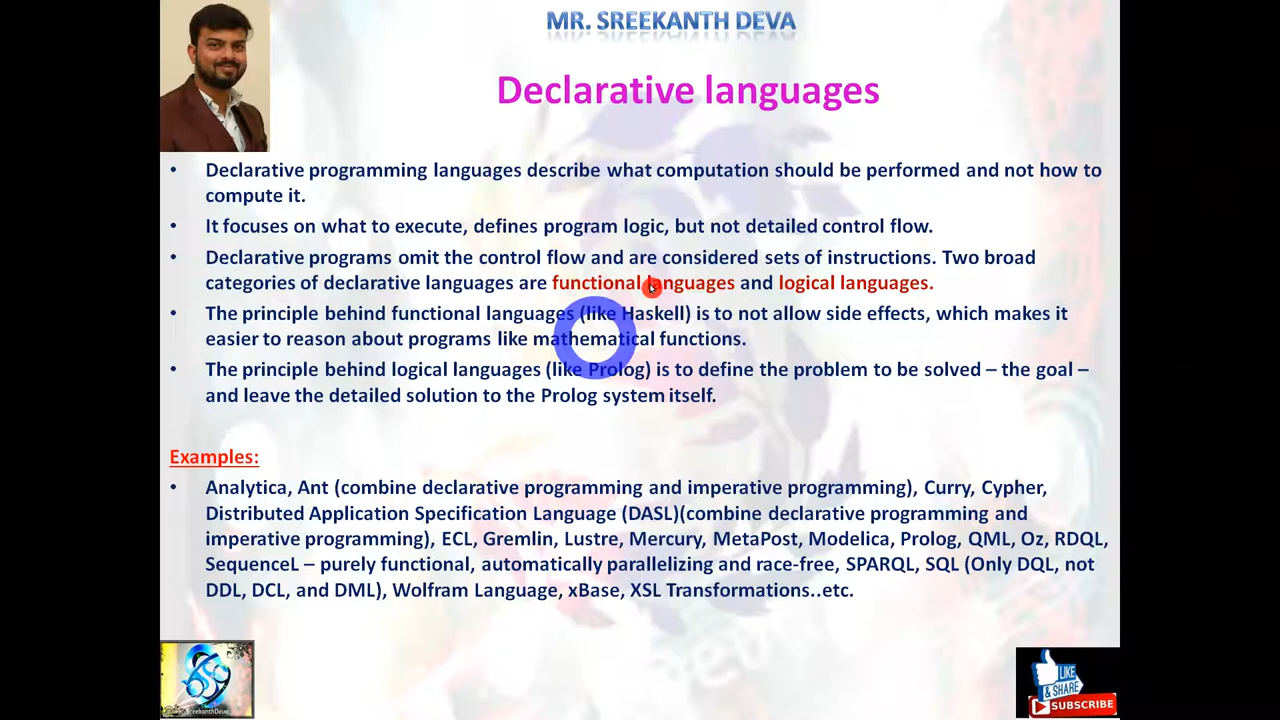 MR. SREEKANTH DEVA
Declarative languages
• Declarative programming languages describe what computation should be performed and not how to
compute it.
• It focuses on what to execute, defines program logic, but not detailed control flow.
• Declarative programs omit the control flow and are considered sets of instructions. Two broad
categories of declarative languages are functional languages and logical languages.
• The principle behind functional languages (like Haskell) is to not allow side effects, which makes it
easier to reason about programs like mathematical functions.
• The principle behind logical languages (like Prolog) is to define the problem to be solved – the goal –
and leave the detailed solution to the Prolog system itself.
Examples:
• Analytica, Ant (combine declarative programming and imperative programming), Curry, Cypher,
Distributed Application Specification Language (DASL)(combine declarative programming and
imperative programming), ECL, Gremlin, Lustre, Mercury, MetaPost, Modelica, Prolog, QML, Oz, RDQL,
SequenceL – purely functional, automatically parallelizing and race-free, SPARQL, SQL (Only DQL, not
DDL, DCL, and DML), Wolfram Language, xBase, XSL Transformations..etc.
LIKE
& SHARE
SUBSCRIBE